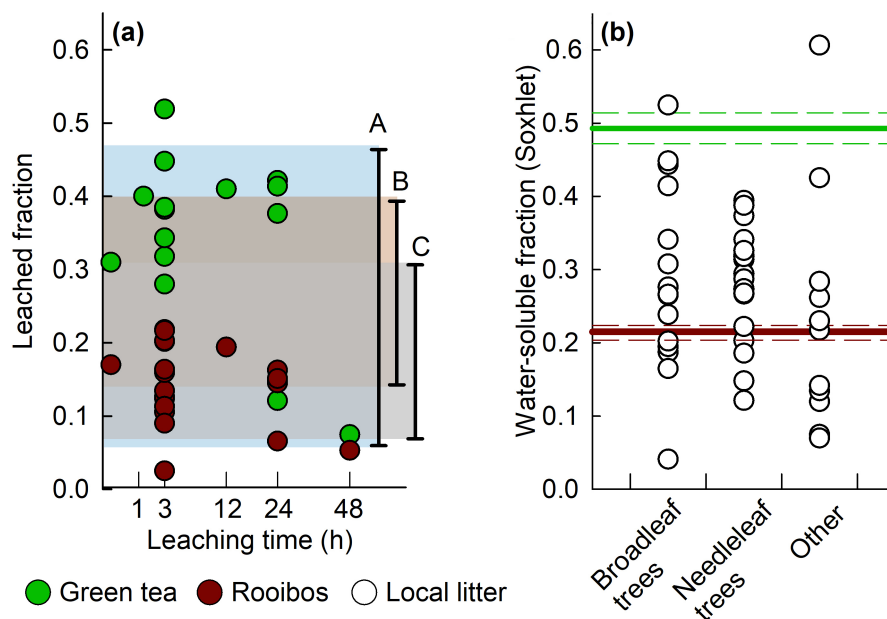 (a)
Leached fraction
0.6
0.5
0.4
0.3
0.2
0.1
0.0
A
B
C
1 3 12 24 48
Leaching time (h)
(b)
Water-soluble fraction (Soxhlet)
0.6
0.5
0.4
0.3
0.2
0.1
0.0
Broadleaf
trees
Needleleaf
trees
Other
Green tea Rooibos Local litter